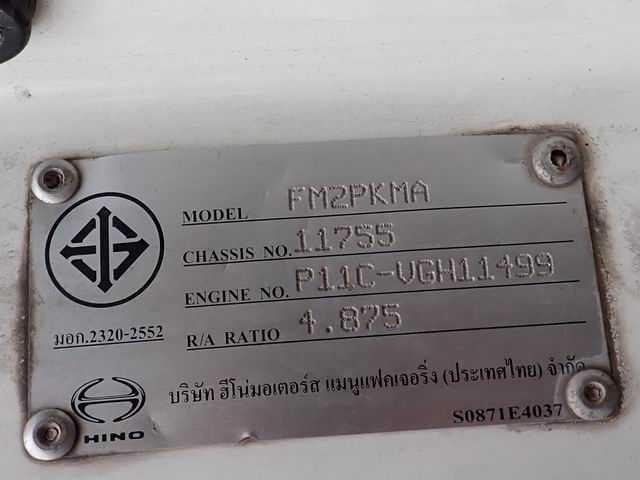 MODEL FM2PKMA
CHASSIS NO. 11755
ENGINE NO. P11C-VGH11499
มอก.2320-2552
R/A RATIO 4.875
HINO
บริษัท ฮีโน่มอเตอร์ส แมนูแฟคเจอริ่ง (ประเทศไทย) จำกัด
S0871E4037